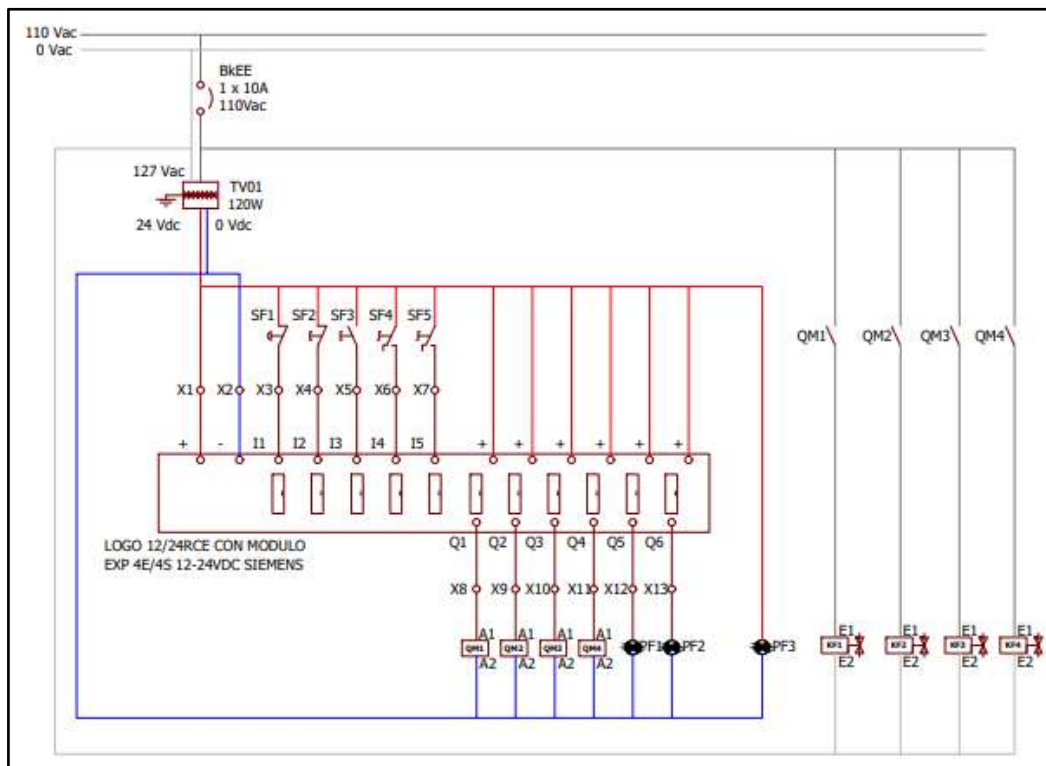 110 Vac
0 Vac
BkEE
1 x 10A
110Vac
127 Vac
TV01
120W
24 Vdc
0 Vdc
SF1
SF2
SF3
SF4
SF5
QM1
QM2
QM3
QM4
X1
X2
X3
X4
X5
X6
X7
+
-
I1
I2
I3
I4
I5
+
+
+
+
+
+
LOGO 12/24RCE CON MODULO
EXP 4E/4S 12-24VDC SIEMENS
Q1
Q2
Q3
Q4
Q5
Q6
X8
X9
X10
X11
X12
X13
A1
A1
A1
A1
QM1
QM2
QM3
QM4
PF1
PF2
PF3
A2
A2
A2
A2
E1
E1
E1
E1
KF1
KF2
KF3
KF4
E2
E2
E2
E2